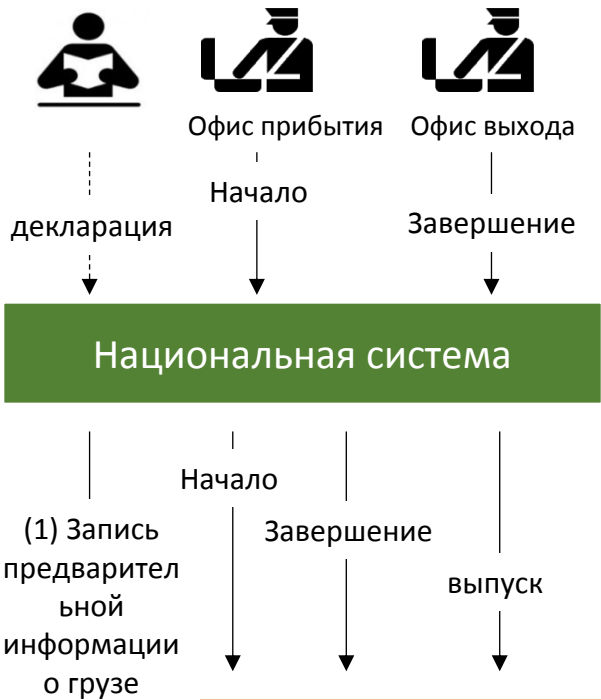 Офис прибытия
Офис выхода
Начало
декларация
Завершение
Национальная система
Начало
(1) Запись
предварител
ьной
информации
о грузе
Завершение
выпуск